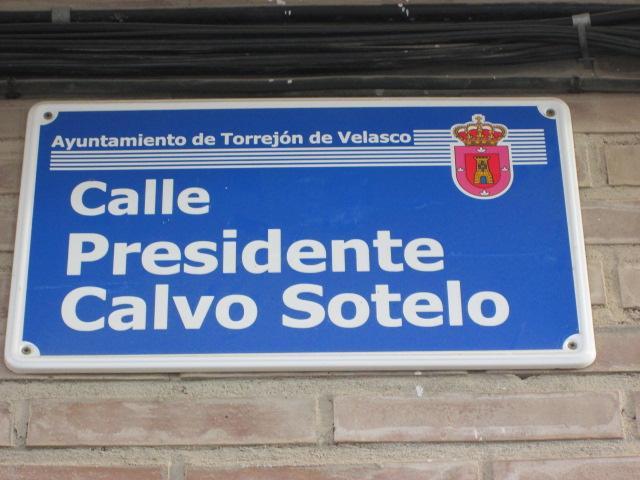 Ayuntamiento de Torrejón de Velasco
Calle
Presidente
Calvo Sotelo